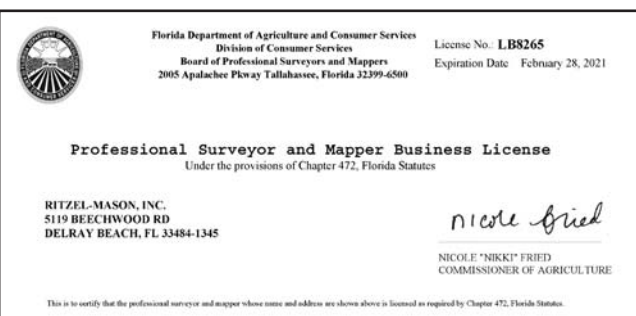 Florida Department of Agriculture and Consumer Services
Division of Consumer Services
Board of Professional Surveyors and Mappers
2005 Apalachee Pkway Tallahassee, Florida 32399-6500
License No.: LB8265
Expiration Date February 28, 2021
Professional Surveyor and Mapper Business License
Under the provisions of Chapter 472, Florida Statutes
RITZEL-MASON, INC.
5119 BEECHWOOD RD
DELRAY BEACH, FL 33484-1345
nicole fried
NICOLE "NIKKI" FRIED
COMMISSIONER OF AGRICULTURE
This is to certify that the professional surveyor and mapper whose name and address are shown above is licensed as required by Chapter 472, Florida Statutes.